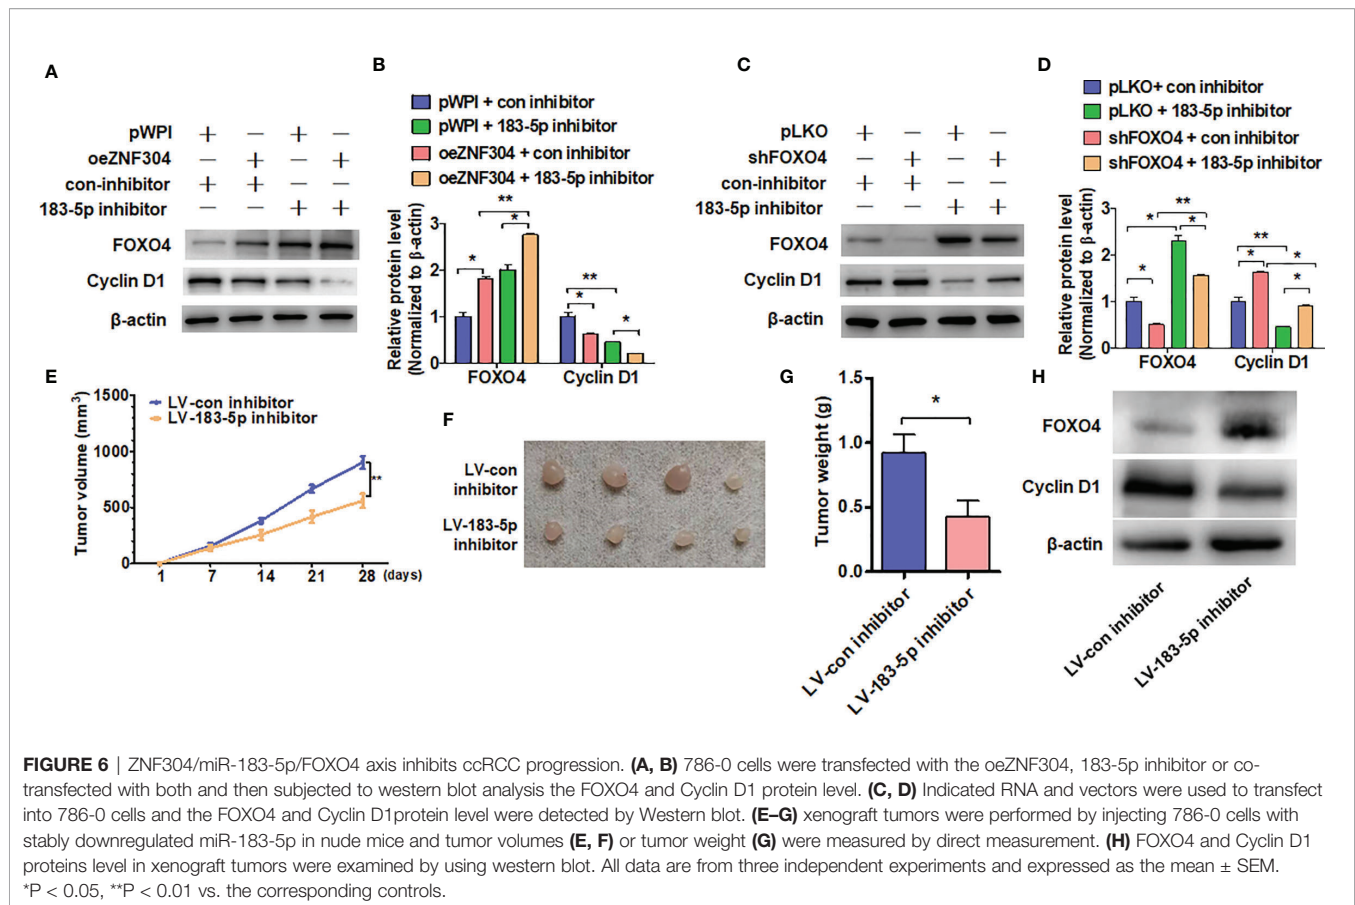 A
pWPI + — + —
oeZNF304 — + — +
con-inhibitor + + — —
183-5p inhibitor — — + +
FOXO4
Cyclin D1
β-actin
B
pWPI + con inhibitor
pWPI + 183-5p inhibitor
oeZNF304 + con inhibitor
oeZNF304 + 183-5p inhibitor
Relative protein level
(Normalized to β-actin)
3
2
1
0
*
**
*
**
*
*
FOXO4
Cyclin D1
C
pLKO + — + —
shFOXO4 — + — +
con-inhibitor + + — —
183-5p inhibitor — — + +
FOXO4
Cyclin D1
β-actin
D
pLKO+ con inhibitor
pLKO + 183-5p inhibitor
shFOXO4 + con inhibitor
shFOXO4 + 183-5p inhibitor
Relative protein level
(Normalized to β-actin)
3
2
1
0
*
*
**
*
*
**
*
*
FOXO4
Cyclin D1
E
Tumor volume (mm3)
1500
1000
500
0
LV-con inhibitor
LV-183-5p inhibitor
**
1 7 14 21 28 (days)
F
LV-con
inhibitor
LV-183-5p
inhibitor
G
Tumor weight (g)
1.5
1.0
0.5
0.0
*
LV-con inhibitor
LV-183-5p inhibitor
H
FOXO4
Cyclin D1
β-actin
LV-con inhibitor
LV-183-5p inhibitor
FIGURE 6 | ZNF304/miR-183-5p/FOXO4 axis inhibits ccRCC progression. (A, B) 786-0 cells were transfected with the oeZNF304, 183-5p inhibitor or co-
transfected with both and then subjected to western blot analysis the FOXO4 and Cyclin D1 protein level. (C, D) Indicated RNA and vectors were used to transfect
into 786-0 cells and the FOXO4 and Cyclin D1protein level were detected by Western blot. (E–G) xenograft tumors were performed by injecting 786-0 cells with
stably downregulated miR-183-5p in nude mice and tumor volumes (E, F) or tumor weight (G) were measured by direct measurement. (H) FOXO4 and Cyclin D1
proteins level in xenograft tumors were examined by using western blot. All data are from three independent experiments and expressed as the mean ± SEM.
*P < 0.05, **P < 0.01 vs. the corresponding controls.